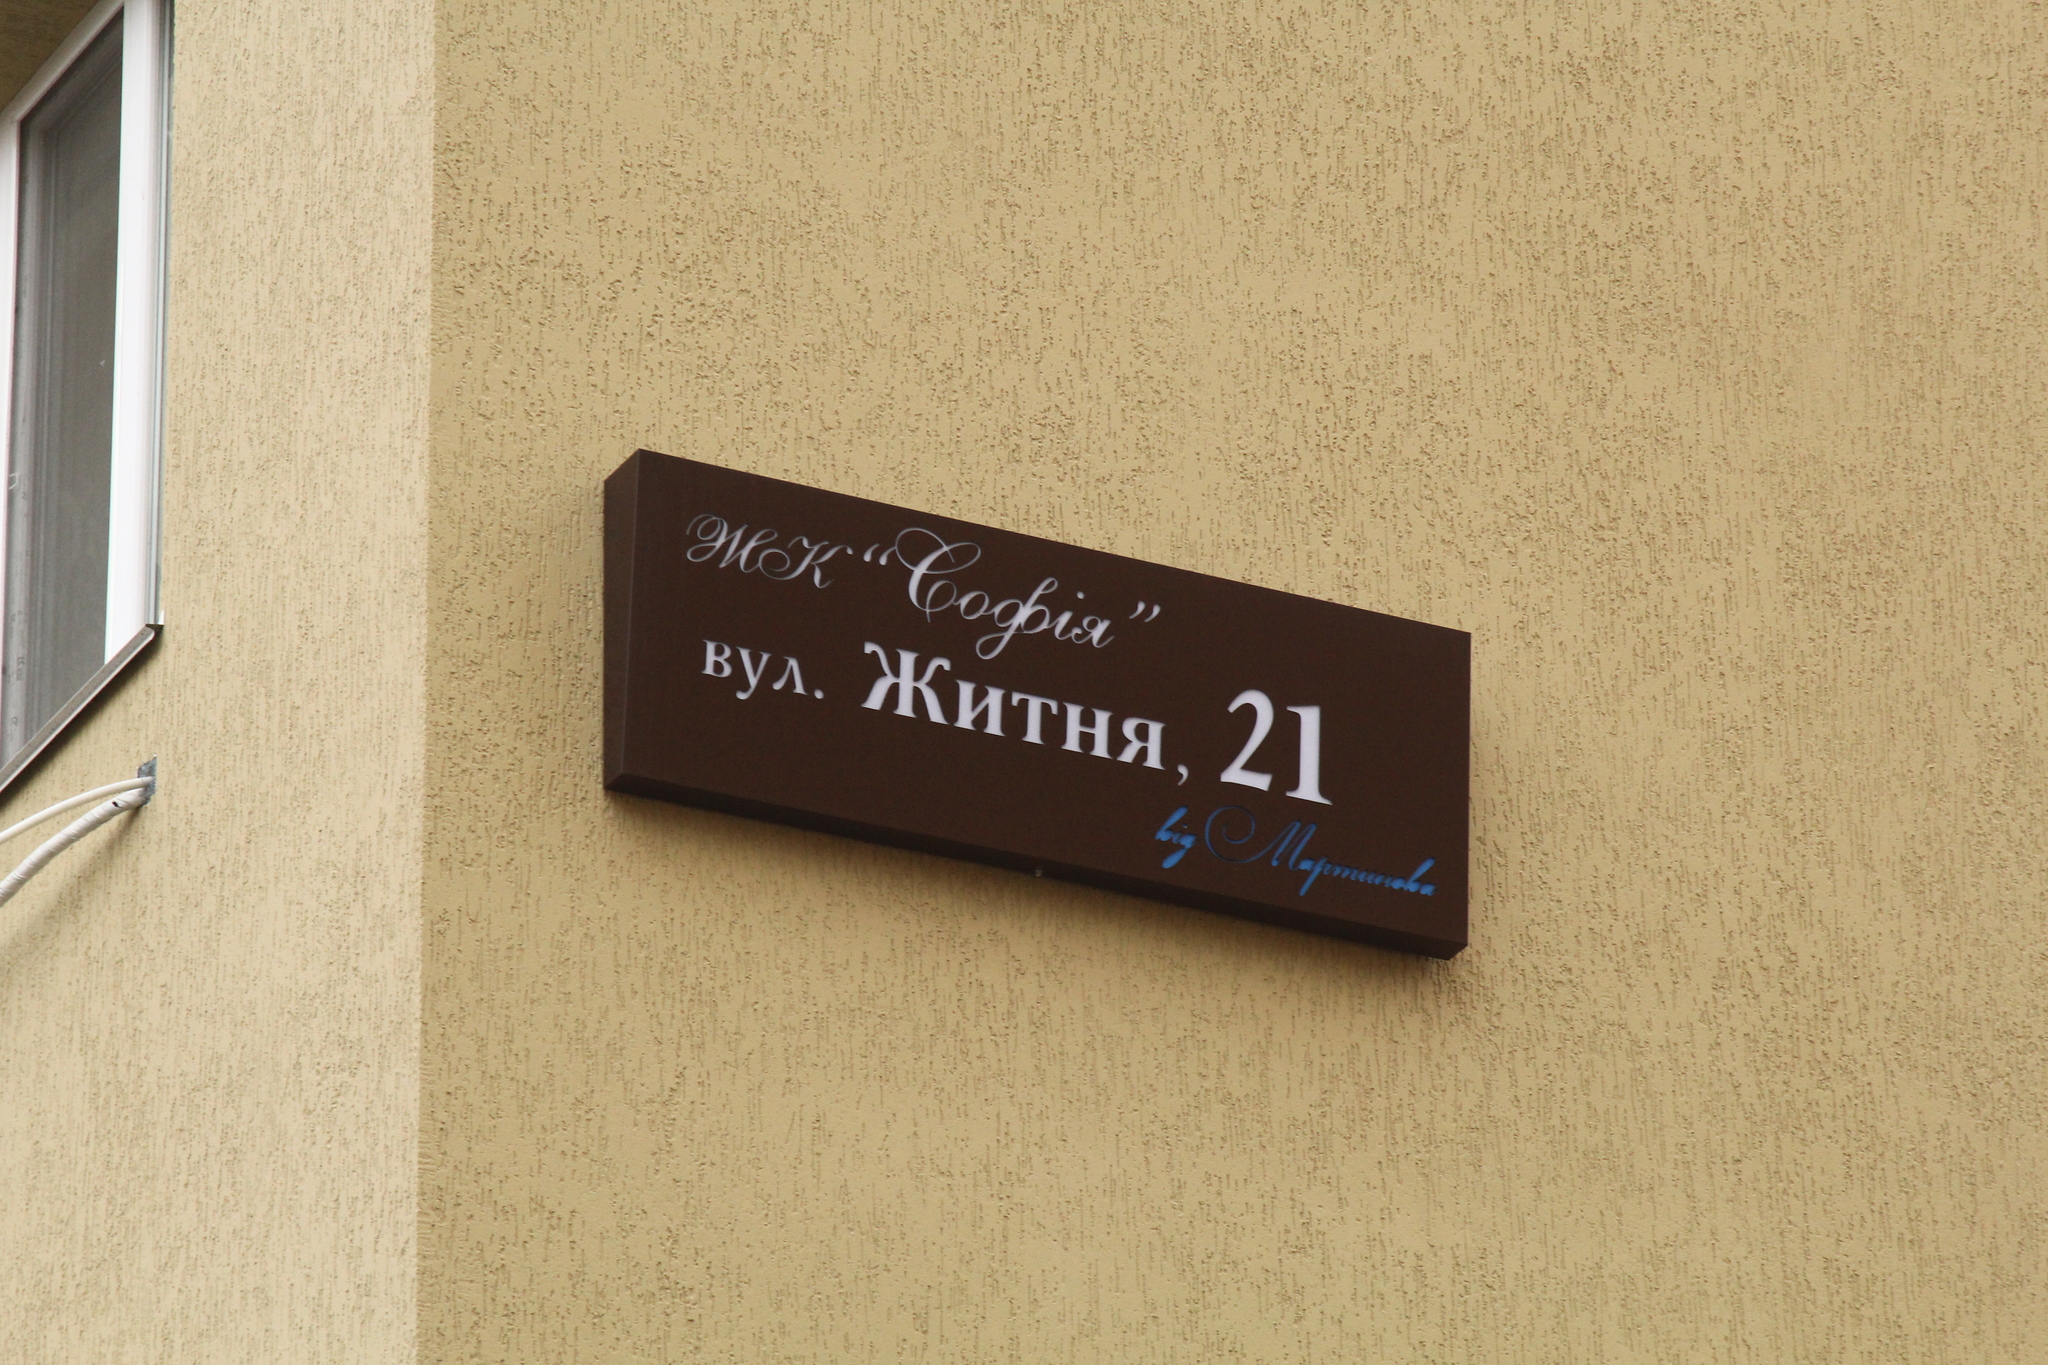 ЖК “Софія”
вул. Житня, 21
від Мартинова